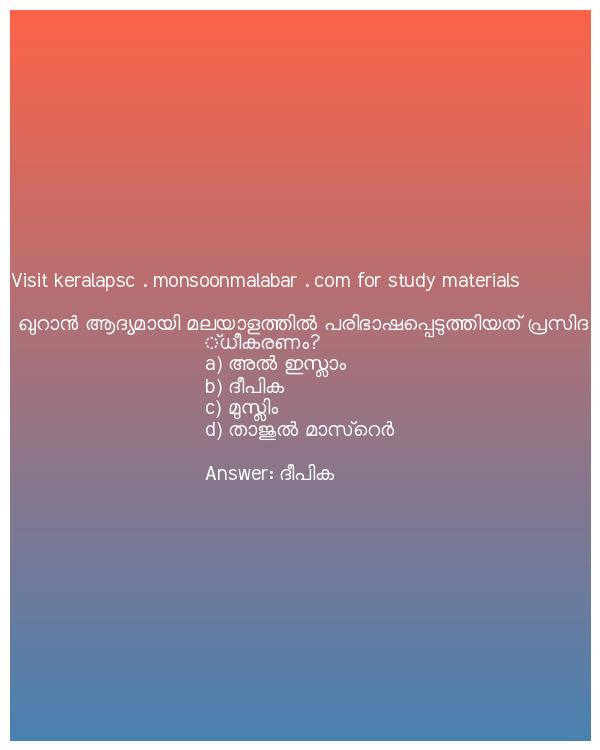 Visit keralapsc . monsoonmalabar . com for study materials
ഖുറാൻ ആദ്യമായി മലയാളത്തിൽ പരിഭാഷപ്പെടുത്തിയത് പ്രസിദ
്ധീകരണം?
a) അൽ ഇസ്ലാം
b) ദീപിക
c) മുസ്ലിം
d) താജുൽ മാസ്റെർ
Answer: ദീപിക